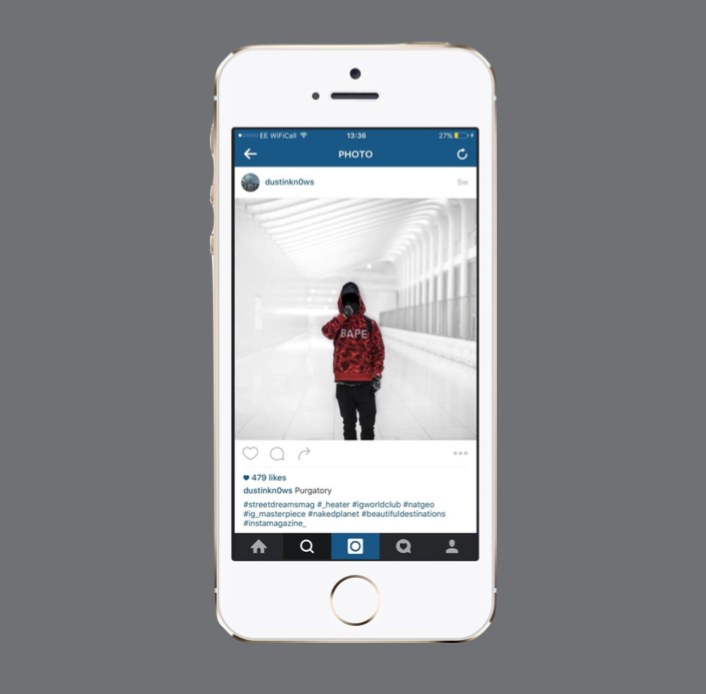 EE WiFiCall 13:36 27%
PHOTO
dustinkn0ws 5w
BAPE
479 likes
dustinkn0ws Purgatory
#streetdreamsmag #_heater #igworldclub #natgeo
#ig_masterpiece #nakedplanet #beautifuldestinations
#instamagazine_